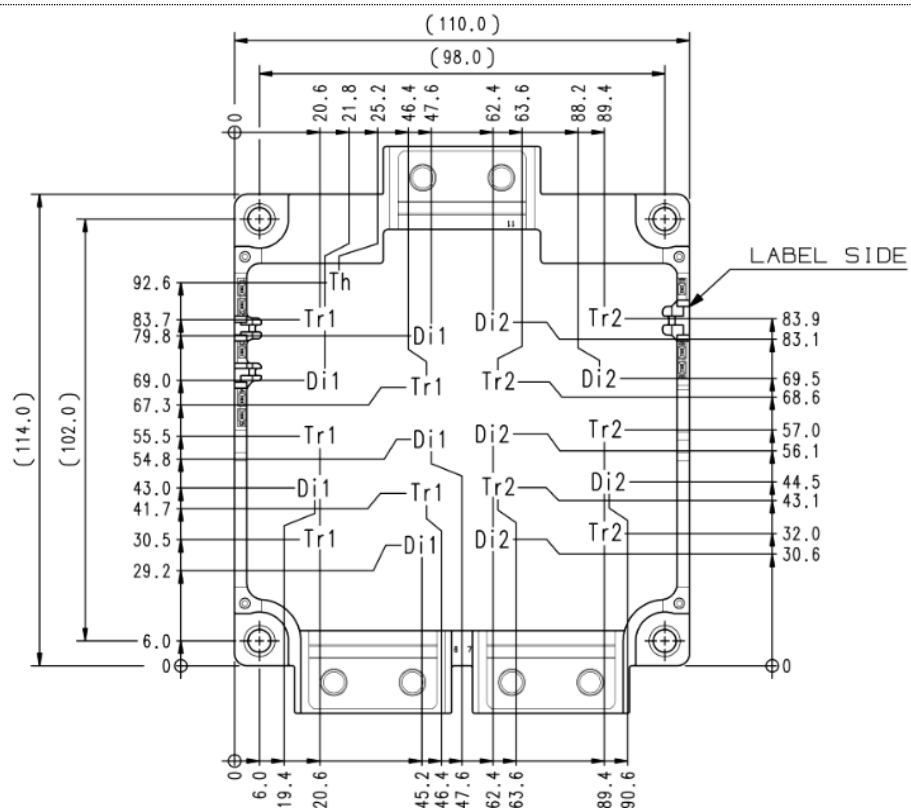 (110.0)
(98.0)
0 20.6 21.8 25.2 46.4 47.6 62.4 63.6 88.2 89.4
11
LABEL SIDE
92.6 Th
83.7 Tr1 Di2 Tr2 83.9
79.8 Di1 83.1
69.0 Di1 Tr1 Tr2 Di2 69.5
67.3 68.6
(114.0) (102.0)
55.5 Tr1 Di1 Di2 Tr2 57.0
54.8 56.1
43.0 Di1 Tr1 Tr2 Di2 44.5
41.7 43.1
30.5 Tr1 Di1 Di2 Tr2 32.0
29.2 30.6
6.0 8 7
0 0
0 6.0 19.4 20.6 45.2 46.4 47.6 62.4 63.6 89.4 90.6